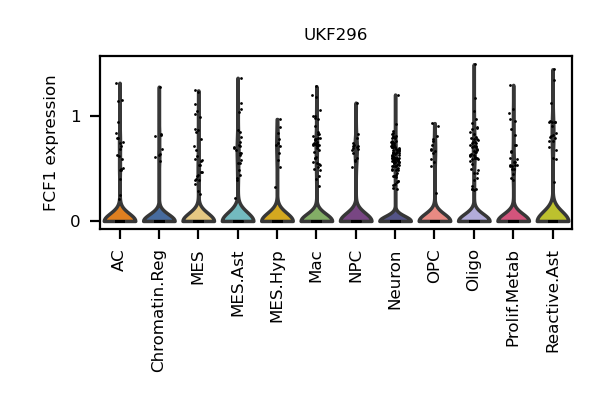 UKF296
FCF1 expression
1
0
AC
Chromatin.Reg
MES
MES.Ast
MES.Hyp
Mac
NPC
Neuron
OPC
Oligo
Prolif.Metab
Reactive.Ast